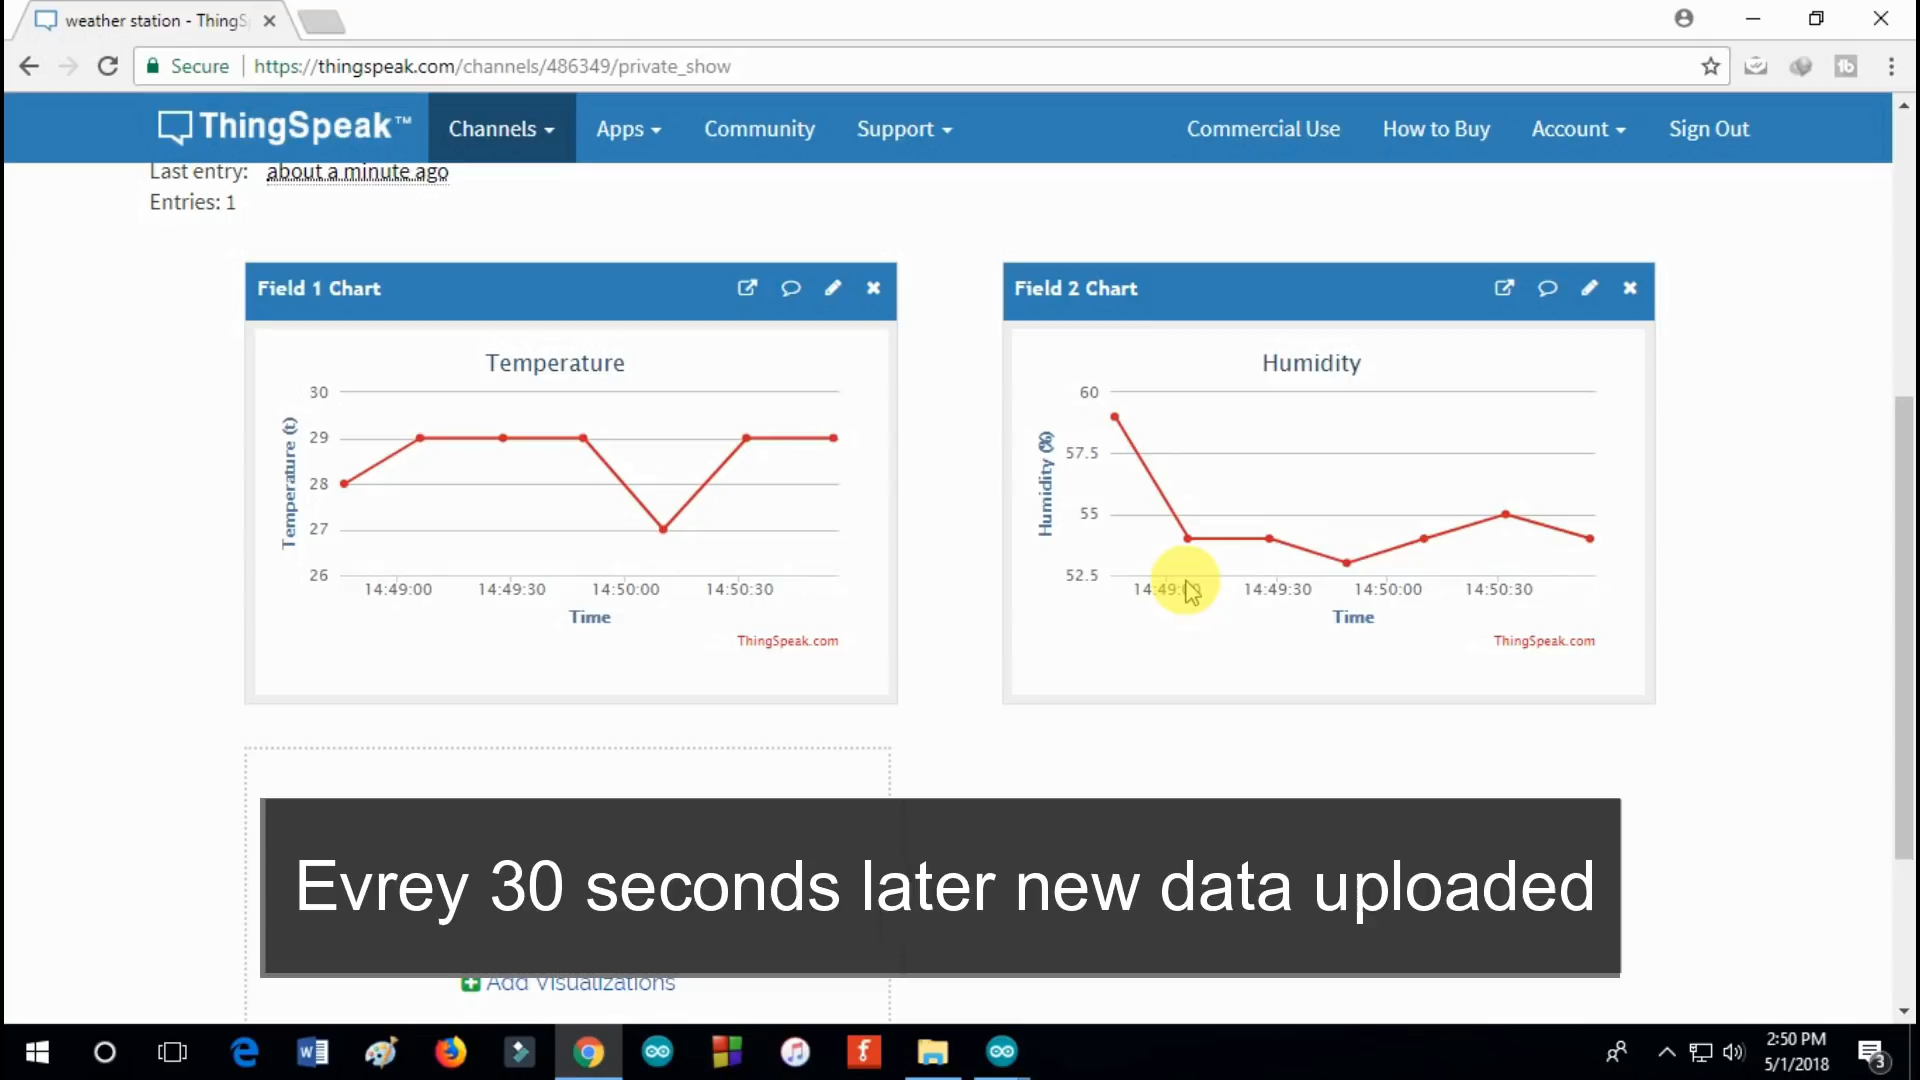 weather station - ThingS
Secure
https://thingspeak.com/channels/486349/private_show
ThingSpeak™
Channels
Apps
Community
Support
Commercial Use
How to Buy
Account
Sign Out
Last entry: about a minute ago
Entries: 1
Field 1 Chart
Temperature
Temperature (t)
30
29
28
27
26
14:49:00 14:49:30 14:50:00 14:50:30
Time
ThingSpeak.com
Field 2 Chart
Humidity
Humidity (%)
60
57.5
55
52.5
14:49:00 14:49:30 14:50:00 14:50:30
Time
ThingSpeak.com
Evrey 30 seconds later new data uploaded
Add Visualizations
2:50 PM
5/1/2018
3